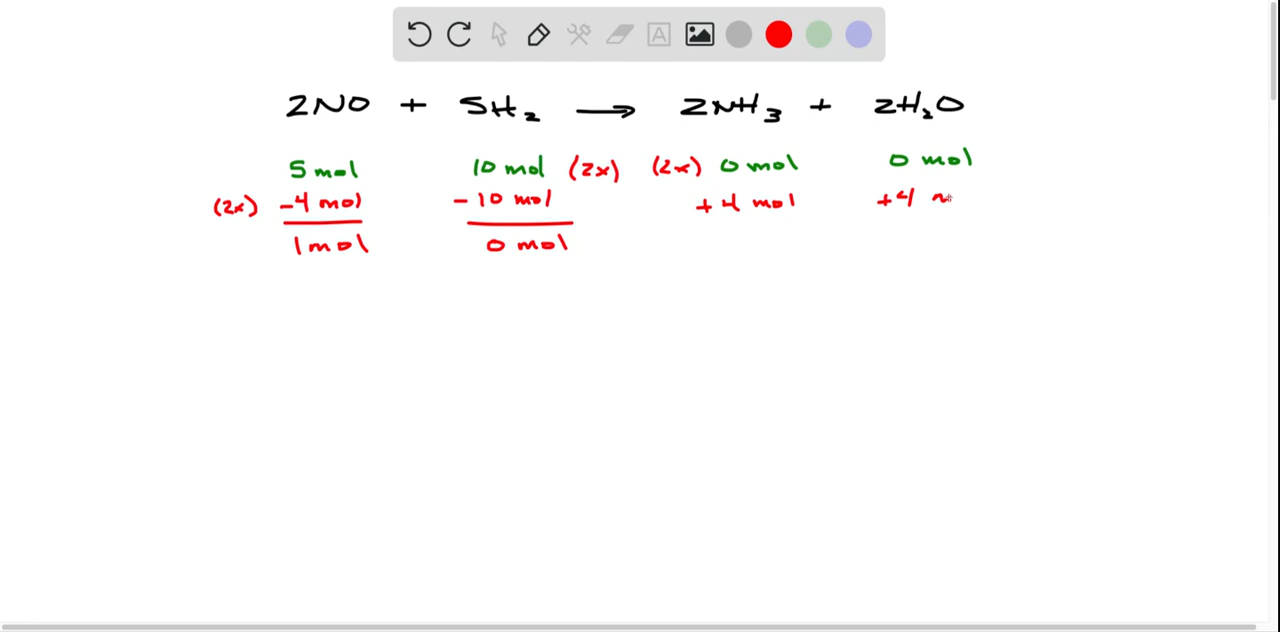 2NO + 5H₂ → 2NH₃ + 2H₂O
5 mol 10 mol (2x) (2x) 0 mol 0 mol
(2x) -4 mol -10 mol +4 mol +4
1 mol 0 mol